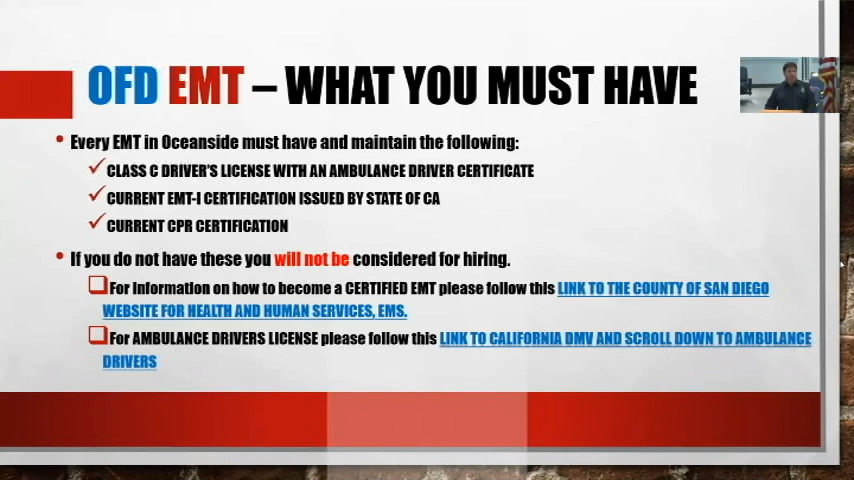 OFD EMT – WHAT YOU MUST HAVE
Every EMT in Oceanside must have and maintain the following:
CLASS C DRIVER'S LICENSE WITH AN AMBULANCE DRIVER CERTIFICATE
CURRENT EMT-I CERTIFICATION ISSUED BY STATE OF CA
CURRENT CPR CERTIFICATION
If you do not have these you will not be considered for hiring.
For Information on how to become a CERTIFIED EMT please follow this LINK TO THE COUNTY OF SAN DIEGO
WEBSITE FOR HEALTH AND HUMAN SERVICES, EMS.
For AMBULANCE DRIVERS LICENSE please follow this LINK TO CALIFORNIA DMV AND SCROLL DOWN TO AMBULANCE
DRIVERS